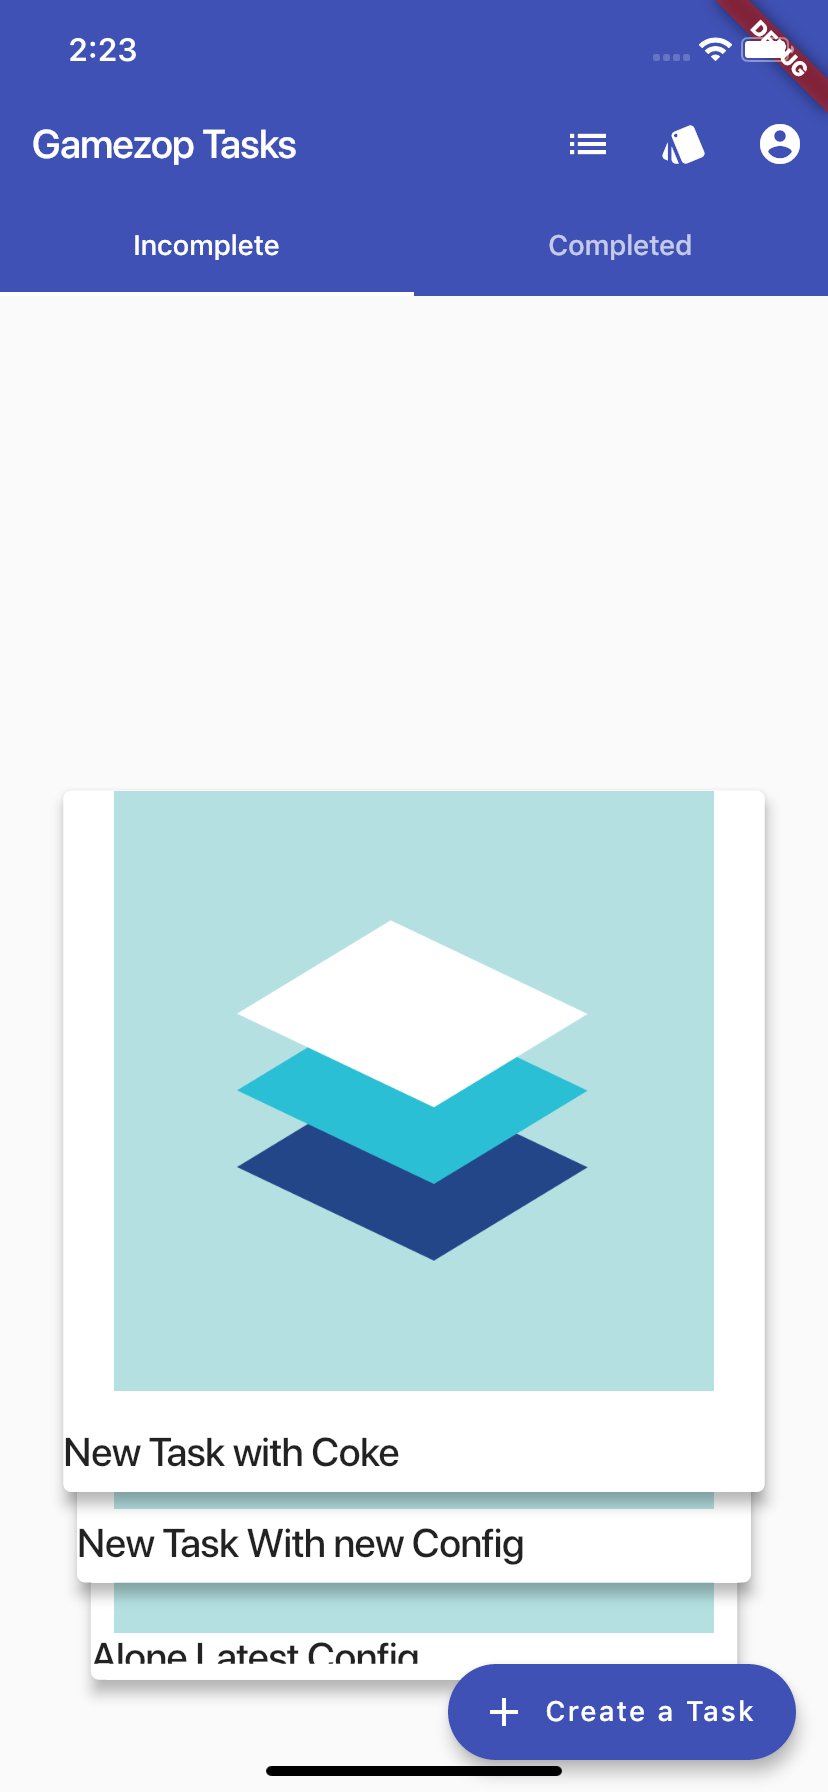 2:23
DEBUG
Gamezop Tasks
Incomplete
Completed
New Task with Coke
New Task With new Config
Alone Latest Config
Create a Task